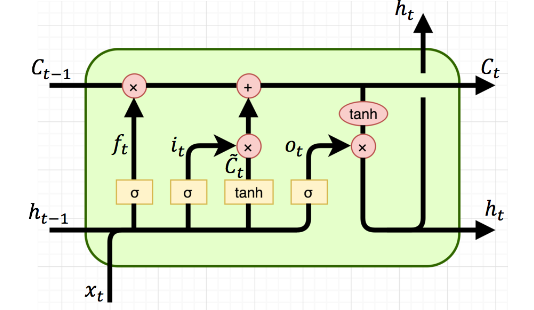 h_t
C_{t-1}
×
+
C_t
tanh
f_t
i_t
×
o_t
×
C̃_t
σ
σ
tanh
σ
h_{t-1}
h_t
x_t